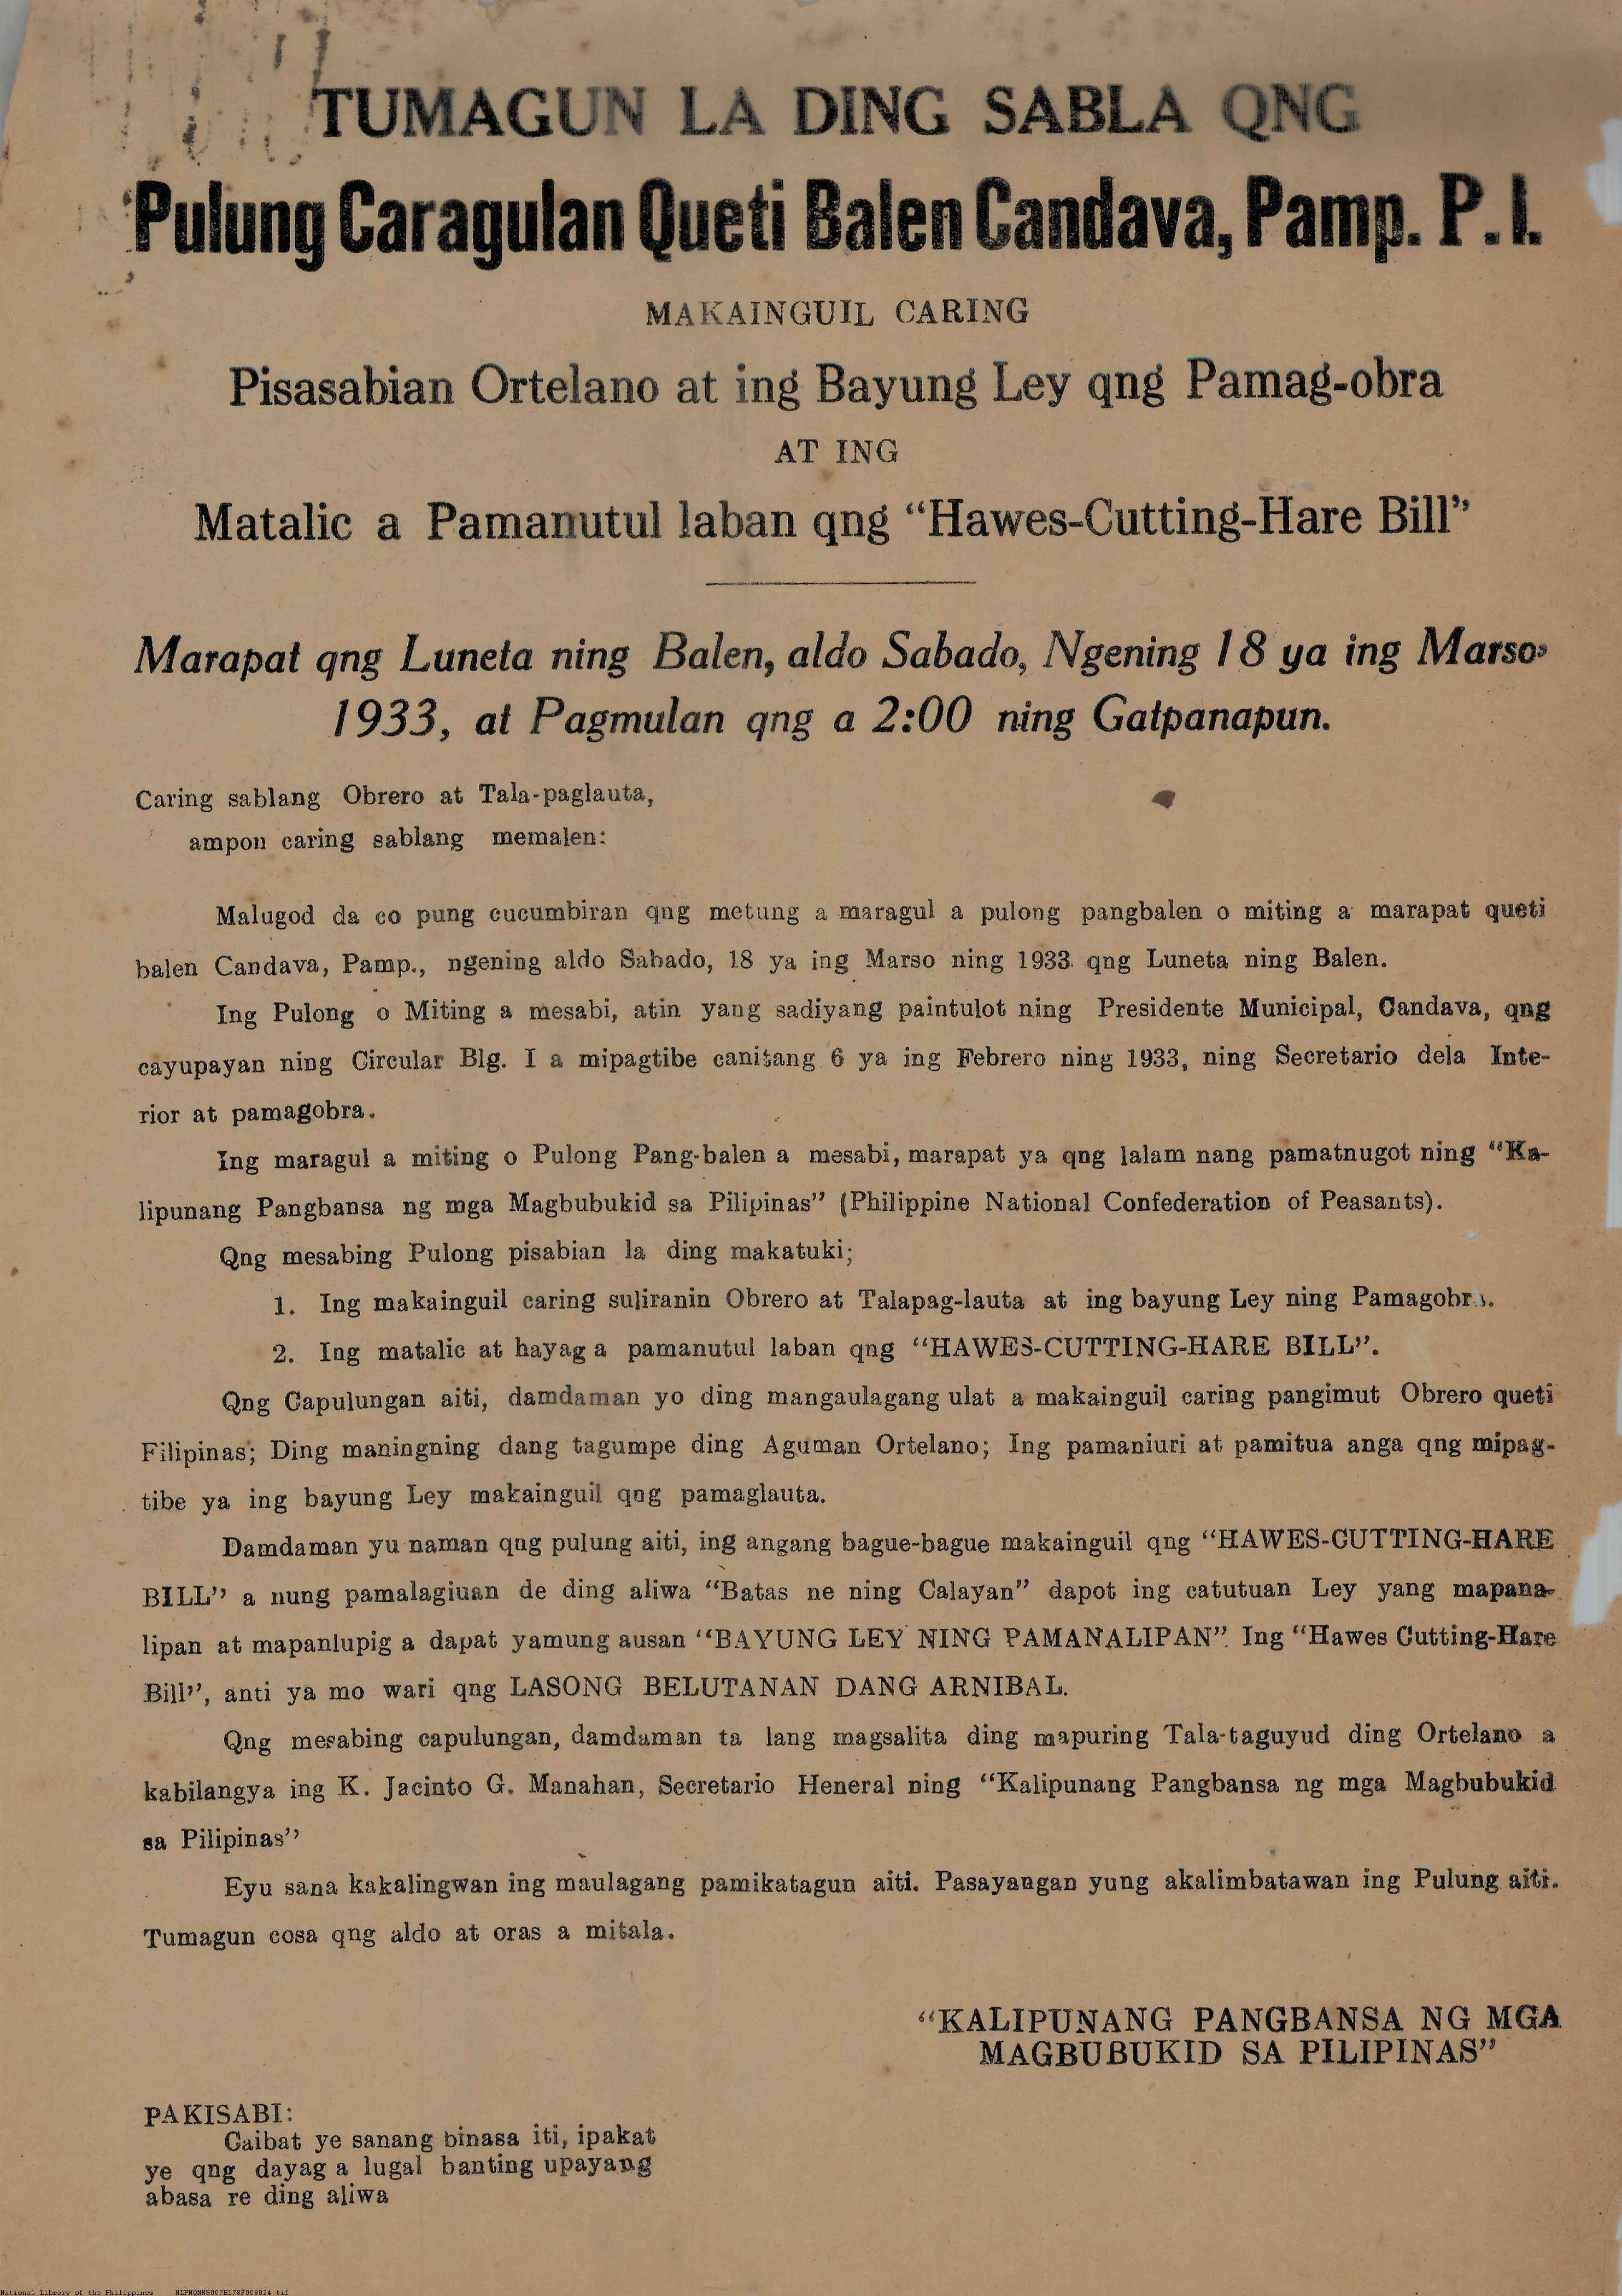 TUMAGUN LA DING SABLA QNG
Pulung Caragulan Queti Balen Candava, Pamp. P. I.
MAKAINGUIL CARING
Pisasabian Ortelano at ing Bayung Ley qng Pamag-obra
AT ING
Matalic a Pamanutul laban qng “Hawes-Cutting-Hare Bill”
Marapat qng Luneta ning Balen, aldo Sabado, Ngening 18 ya ing Marso,
1933, at Pagmulan qng a 2:00 ning Gatpanapun.
Caring sablang Obrero at Tala-paglauta,
ampon caring sablang memalen:
Malugod da co pung cucumbiran qng metung a maragul a pulong pangbalen o miting a marapat queti
balen Candava, Pamp., ngening aldo Sabado, 18 ya ing Marso ning 1933. qng Luneta ning Balen.
Ing Pulong o Miting a mesabi, atin yang sadiyang paintulot ning Presidente Municipal, Candava, qng
cayupayan ning Circular Blg. I a mipagtibe canitang 6 ya ing Febrero ning 1933, ning Secretario dela Inte-
rior at pamagobra.
Ing maragul a miting o Pulong Pang-balen a mesabi, marapat ya qng lalam nang pamatnugot ning “Ka-
lipunang Pangbansa ng mga Magbubukid sa Pilipinas” (Philippine National Confederation of Peasants).
Qng mesabing Pulong pisabian la ding makatuki;
1. Ing makainguil caring suliranin Obrero at Talapag-lauta at ing bayung Ley ning Pamagobra.
2. Ing matalic at hayag a pamanutul laban qng “HAWES-CUTTING-HARE BILL”.
Qng Capulungan aiti, damdaman yo ding mangaulagang ulat a makainguil caring pangimut Obrero queti
Filipinas; Ding maningning dang tagumpe ding Aguman Ortelano; Ing pamaniuri at pamitua anga qng mipag-
tibe ya ing bayung Ley makainguil qng pamaglauta.
Damdaman yu naman qng pulung aiti, ing angang bague-bague makainguil qng “HAWES-CUTTING-HARE
BILL” a nung pamalagiuan de ding aliwa “Batas ne ning Calayan” dapot ing catutuan Ley yang mapana-
lipan at mapanlupig a dapat yamung ausan “BAYUNG LEY NING PAMANALIPAN”. Ing “Hawes Cutting-Hare
Bill”, anti ya mo wari qng LASONG BELUTANAN DANG ARNIBAL.
Qng mesabing capulungan, damdaman ta lang magsalita ding mapuring Tala-taguyud ding Ortelano a
kabilangya ing K. Jacinto G. Manahan, Secretario Heneral ning “Kalipunang Pangbansa ng mga Magbubukid
sa Pilipinas”
Eyu sana kakalingwan ing maulagang pamikatagun aiti. Pasayangan yung akalimbatawan ing Pulung aiti.
Tumagun cosa qng aldo at oras a mitala.
“KALIPUNANG PANGBANSA NG MGA
MAGBUBUKID SA PILIPINAS”
PAKISABI:
Caibat ye sanang binasa iti, ipakat
ye qng dayag a lugal banting upayang
abasa re ding aliwa
National Library of the Philippines NLPMQMNS007B178F008024.tif